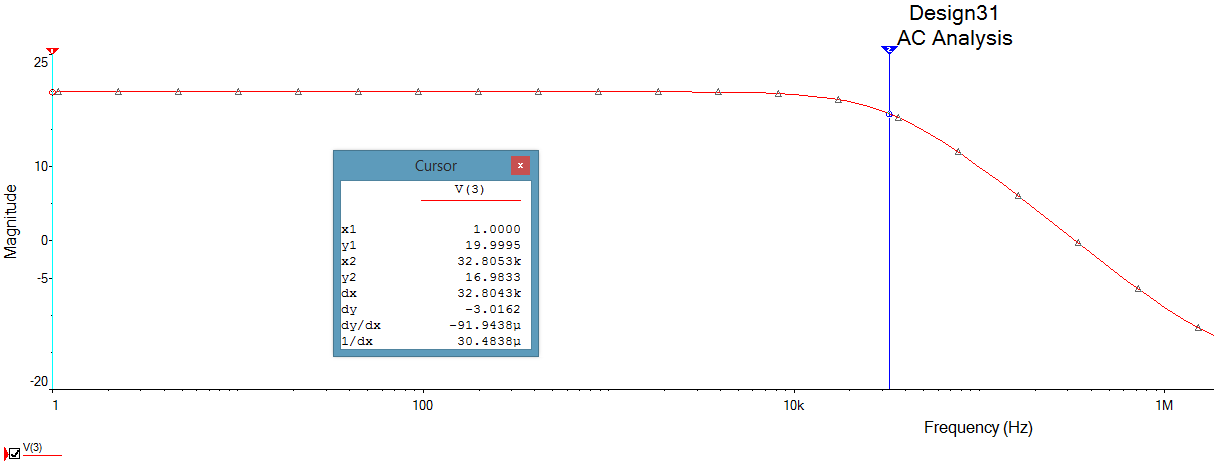 Design31
AC Analysis
25
10
0
-5
-20
Magnitude
1
2
Cursor
x
V(3)
x1 1.0000
y1 19.9995
x2 32.8053k
y2 16.9833
dx 32.8043k
dy -3.0162
dy/dx -91.9438µ
1/dx 30.4838µ
1 100 10k 1M
Frequency (Hz)
V(3)